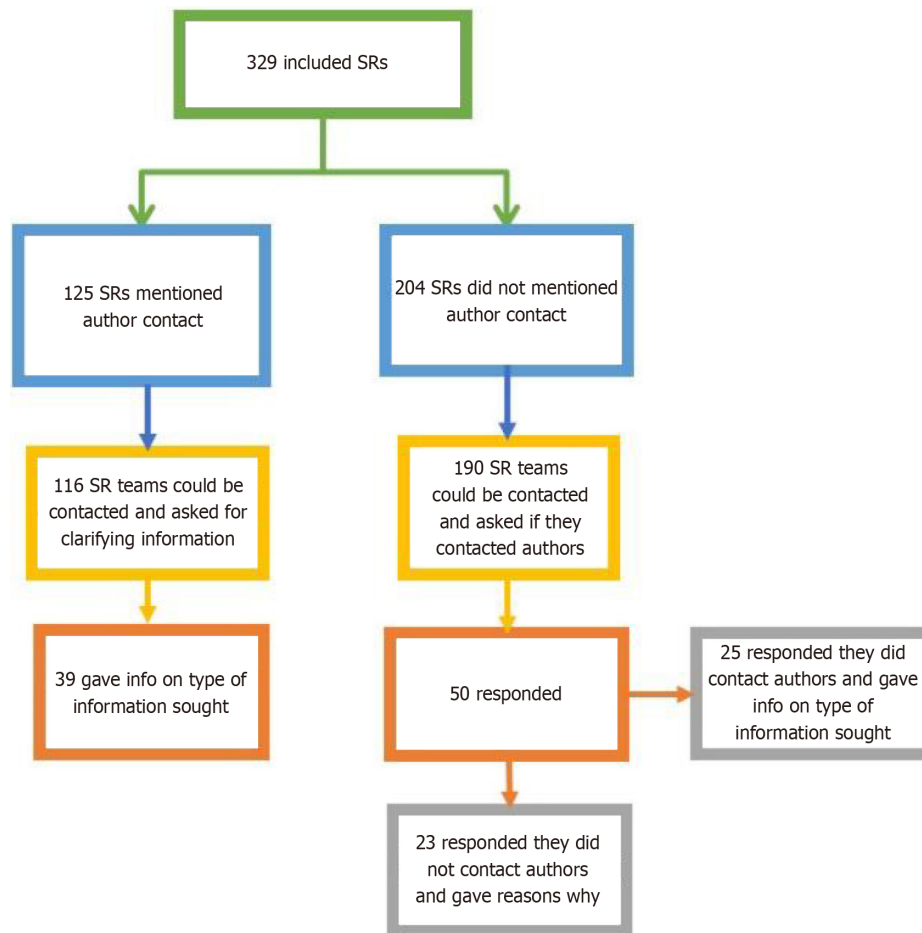 329 included SRs
125 SRs mentioned
author contact
204 SRs did not mentioned
author contact
116 SR teams could be
contacted and asked for
clarifying information
190 SR teams
could be contacted
and asked if they
contacted authors
39 gave info on type of
information sought
50 responded
25 responded they did
contact authors and gave
info on type of
information sought
23 responded they did
not contact authors
and gave reasons why